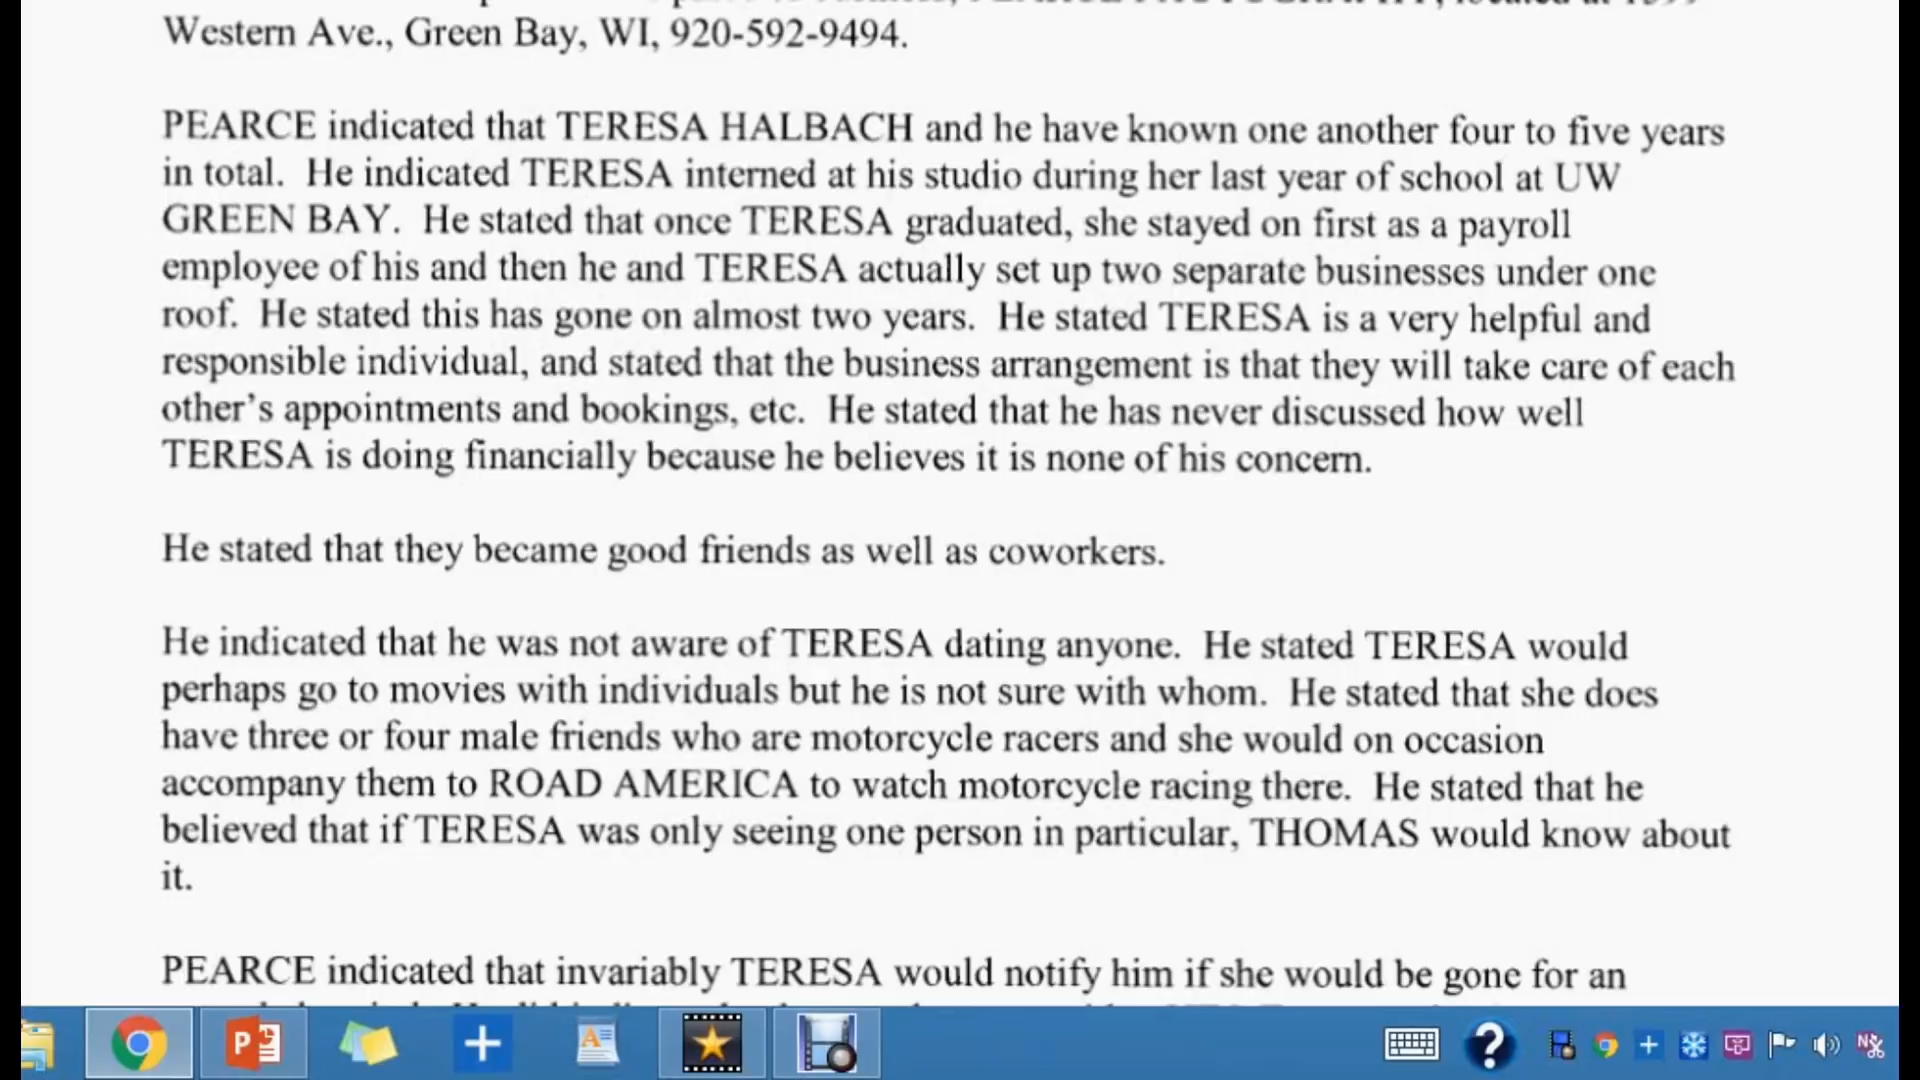 Western Ave., Green Bay, WI, 920-592-9494.
PEARCE indicated that TERESA HALBACH and he have known one another four to five years
in total. He indicated TERESA interned at his studio during her last year of school at UW
GREEN BAY. He stated that once TERESA graduated, she stayed on first as a payroll
employee of his and then he and TERESA actually set up two separate businesses under one
roof. He stated this has gone on almost two years. He stated TERESA is a very helpful and
responsible individual, and stated that the business arrangement is that they will take care of each
other's appointments and bookings, etc. He stated that he has never discussed how well
TERESA is doing financially because he believes it is none of his concern.
He stated that they became good friends as well as coworkers.
He indicated that he was not aware of TERESA dating anyone. He stated TERESA would
perhaps go to movies with individuals but he is not sure with whom. He stated that she does
have three or four male friends who are motorcycle racers and she would on occasion
accompany them to ROAD AMERICA to watch motorcycle racing there. He stated that he
believed that if TERESA was only seeing one person in particular, THOMAS would know about
it.
PEARCE indicated that invariably TERESA would notify him if she would be gone for an